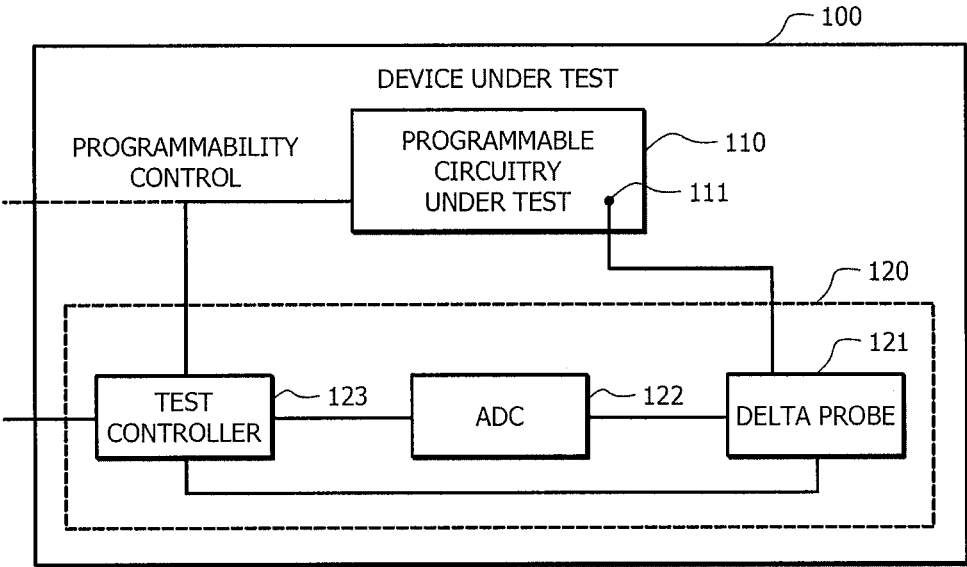 100
DEVICE UNDER TEST
PROGRAMMABILITY
CONTROL
PROGRAMMABLE
CIRCUITRY
UNDER TEST
110
111
120
121
TEST
CONTROLLER
123
ADC
122
DELTA PROBE